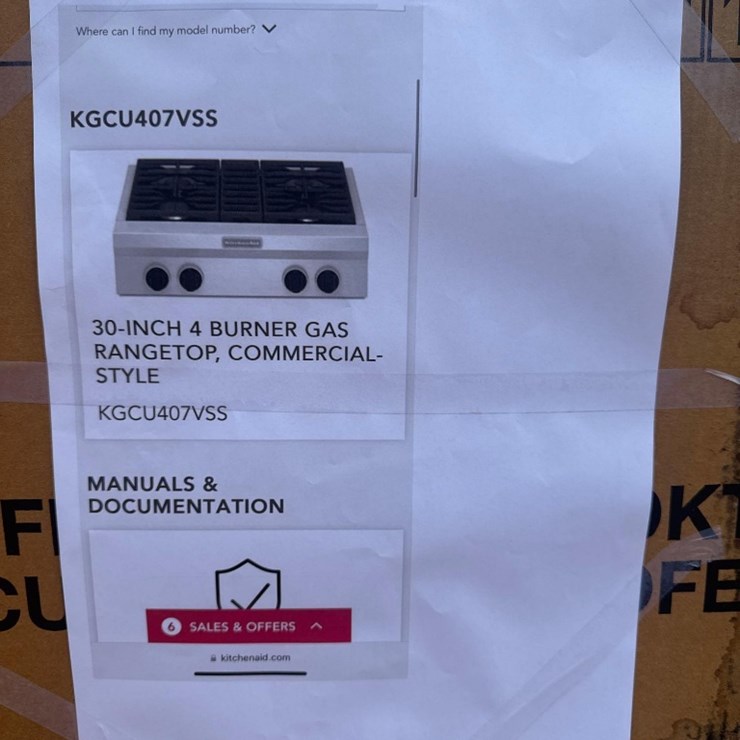 Where can I find my model number?
KGCU407VSS
30-INCH 4 BURNER GAS
RANGETOP, COMMERCIAL-
STYLE
KGCU407VSS
MANUALS &
DOCUMENTATION
6 SALES & OFFERS
kitchenaid.com